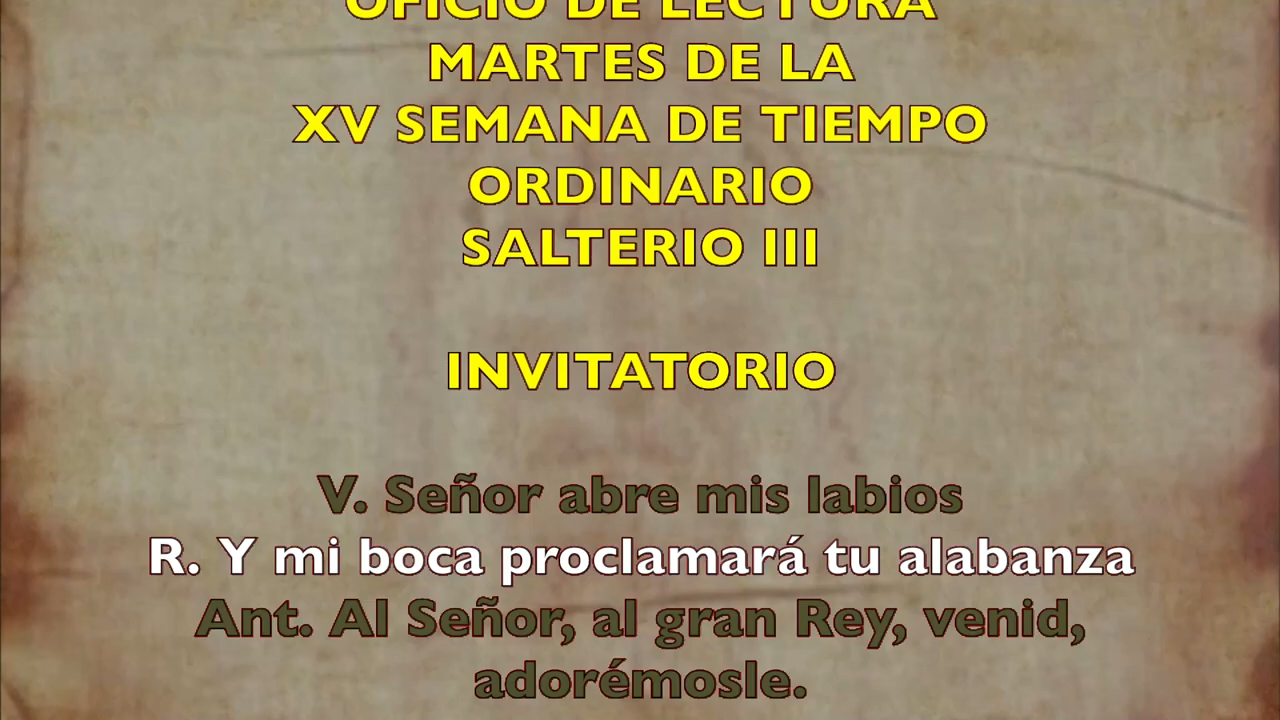 OFICIO DE LECTURA
MARTES DE LA
XV SEMANA DE TIEMPO
ORDINARIO
SALTERIO III
INVITATORIO
V. Señor abre mis labios
R. Y mi boca proclamará tu alabanza
Ant. Al Señor, al gran Rey, venid,
adorémosle.